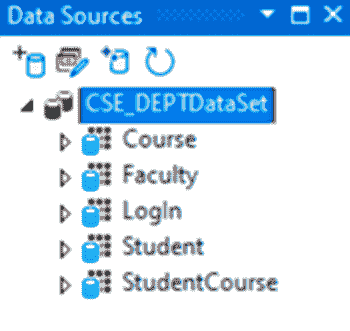 Data Sources
CSE_DEPTDataSet
Course
Faculty
LogIn
Student
StudentCourse